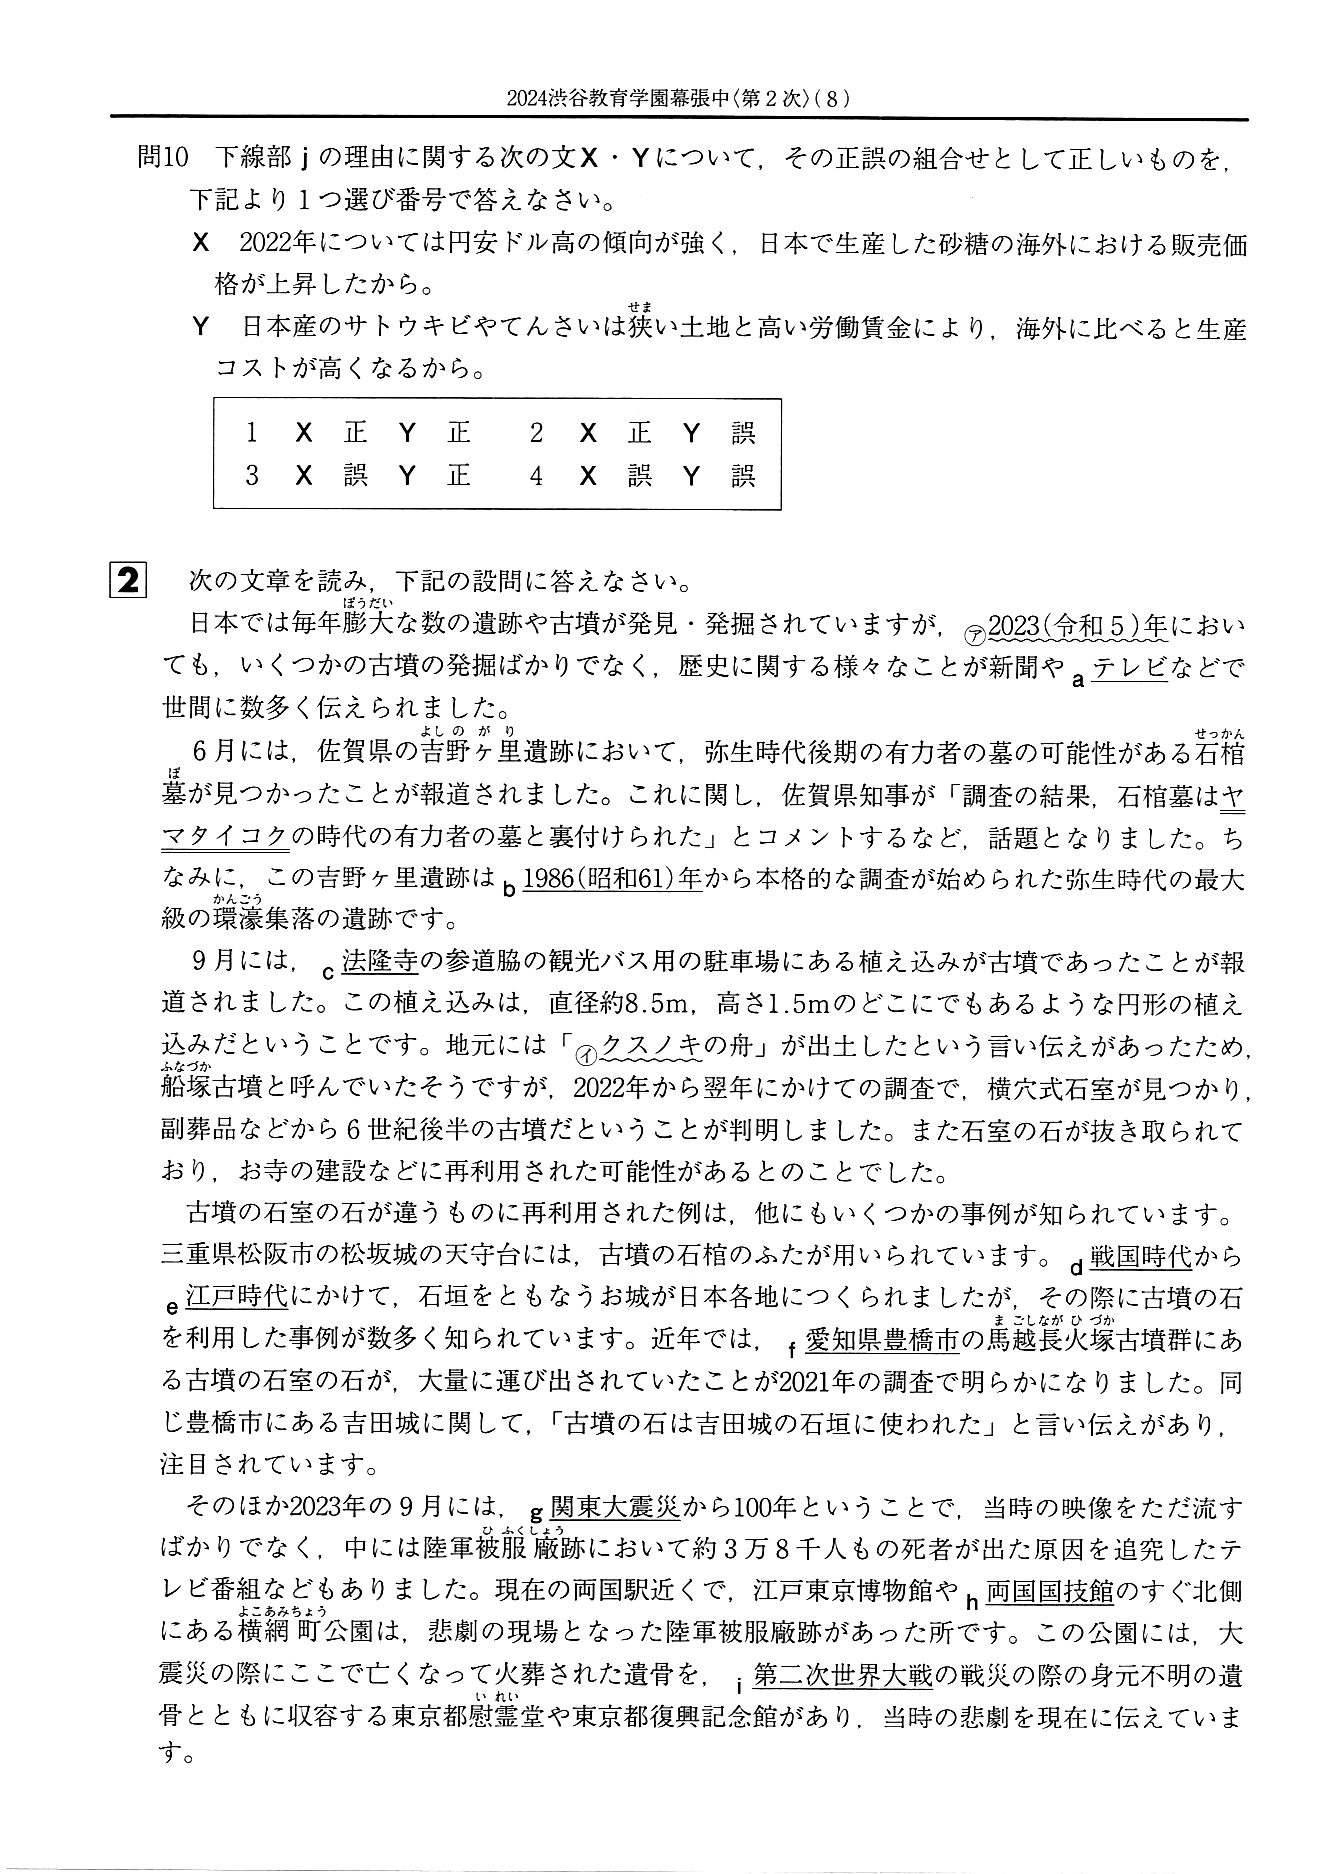 2024渋谷教育学園幕張中〈第2次〉(8)
問10 下線部jの理由に関する次の文X・Yについて，その正誤の組合せとして正しいものを，
下記より1つ選び番号で答えなさい。
X 2022年については円安ドル高の傾向が強く，日本で生産した砂糖の海外における販売価
格が上昇したから。
せま
Y 日本産のサトウキビやてんさいは狭い土地と高い労働賃金により，海外に比べると生産
コストが高くなるから。
1 X 正 Y 正 2 X 正 Y 誤
3 X 誤 Y 正 4 X 誤 Y 誤
2 次の文章を読み，下記の設問に答えなさい。
ぼうだい
日本では毎年膨大な数の遺跡や古墳が発見・発掘されていますが，㋐2023(令和5)年におい
ても，いくつかの古墳の発掘ばかりでなく，歴史に関する様々なことが新聞やaテレビなどで
世間に数多く伝えられました。
よしのがり せっかん
6月には，佐賀県の吉野ヶ里遺跡において，弥生時代後期の有力者の墓の可能性がある石棺
ぼ
墓が見つかったことが報道されました。これに関し，佐賀県知事が「調査の結果，石棺墓はヤ
マタイコクの時代の有力者の墓と裏付けられた」とコメントするなど，話題となりました。ち
なみに，この吉野ヶ里遺跡はb1986(昭和61)年から本格的な調査が始められた弥生時代の最大
かんごう
級の環濠集落の遺跡です。
9月には，c法隆寺の参道脇の観光バス用の駐車場にある植え込みが古墳であったことが報
道されました。この植え込みは，直径約8.5m，高さ1.5mのどこにでもあるような円形の植え
込みだということです。地元には「㋑クスノキの舟」が出土したという言い伝えがあったため，
ふなづか
船塚古墳と呼んでいたそうですが，2022年から翌年にかけての調査で，横穴式石室が見つかり，
副葬品などから6世紀後半の古墳だということが判明しました。また石室の石が抜き取られて
おり，お寺の建設などに再利用された可能性があるとのことでした。
古墳の石室の石が違うものに再利用された例は，他にもいくつかの事例が知られています。
三重県松阪市の松坂城の天守台には，古墳の石棺のふたが用いられています。d戦国時代から
e江戸時代にかけて，石垣をともなうお城が日本各地につくられましたが，その際に古墳の石
まごしながひづか
を利用した事例が数多く知られています。近年では，f愛知県豊橋市の馬越長火塚古墳群にあ
る古墳の石室の石が，大量に運び出されていたことが2021年の調査で明らかになりました。同
じ豊橋市にある吉田城に関して，「古墳の石は吉田城の石垣に使われた」と言い伝えがあり，
注目されています。
そのほか2023年の9月には，g関東大震災から100年ということで，当時の映像をただ流す
ひふくしょう
ばかりでなく，中には陸軍被服廠跡において約3万8千人もの死者が出た原因を追究したテ
レビ番組などもありました。現在の両国駅近くで，江戸東京博物館やh両国国技館のすぐ北側
よこあみちょう
にある横網町公園は，悲劇の現場となった陸軍被服廠跡があった所です。この公園には，大
震災の際にここで亡くなって火葬された遺骨を，i第二次世界大戦の戦災の際の身元不明の遺
いれい
骨とともに収容する東京都慰霊堂や東京都復興記念館があり，当時の悲劇を現在に伝えていま
す。